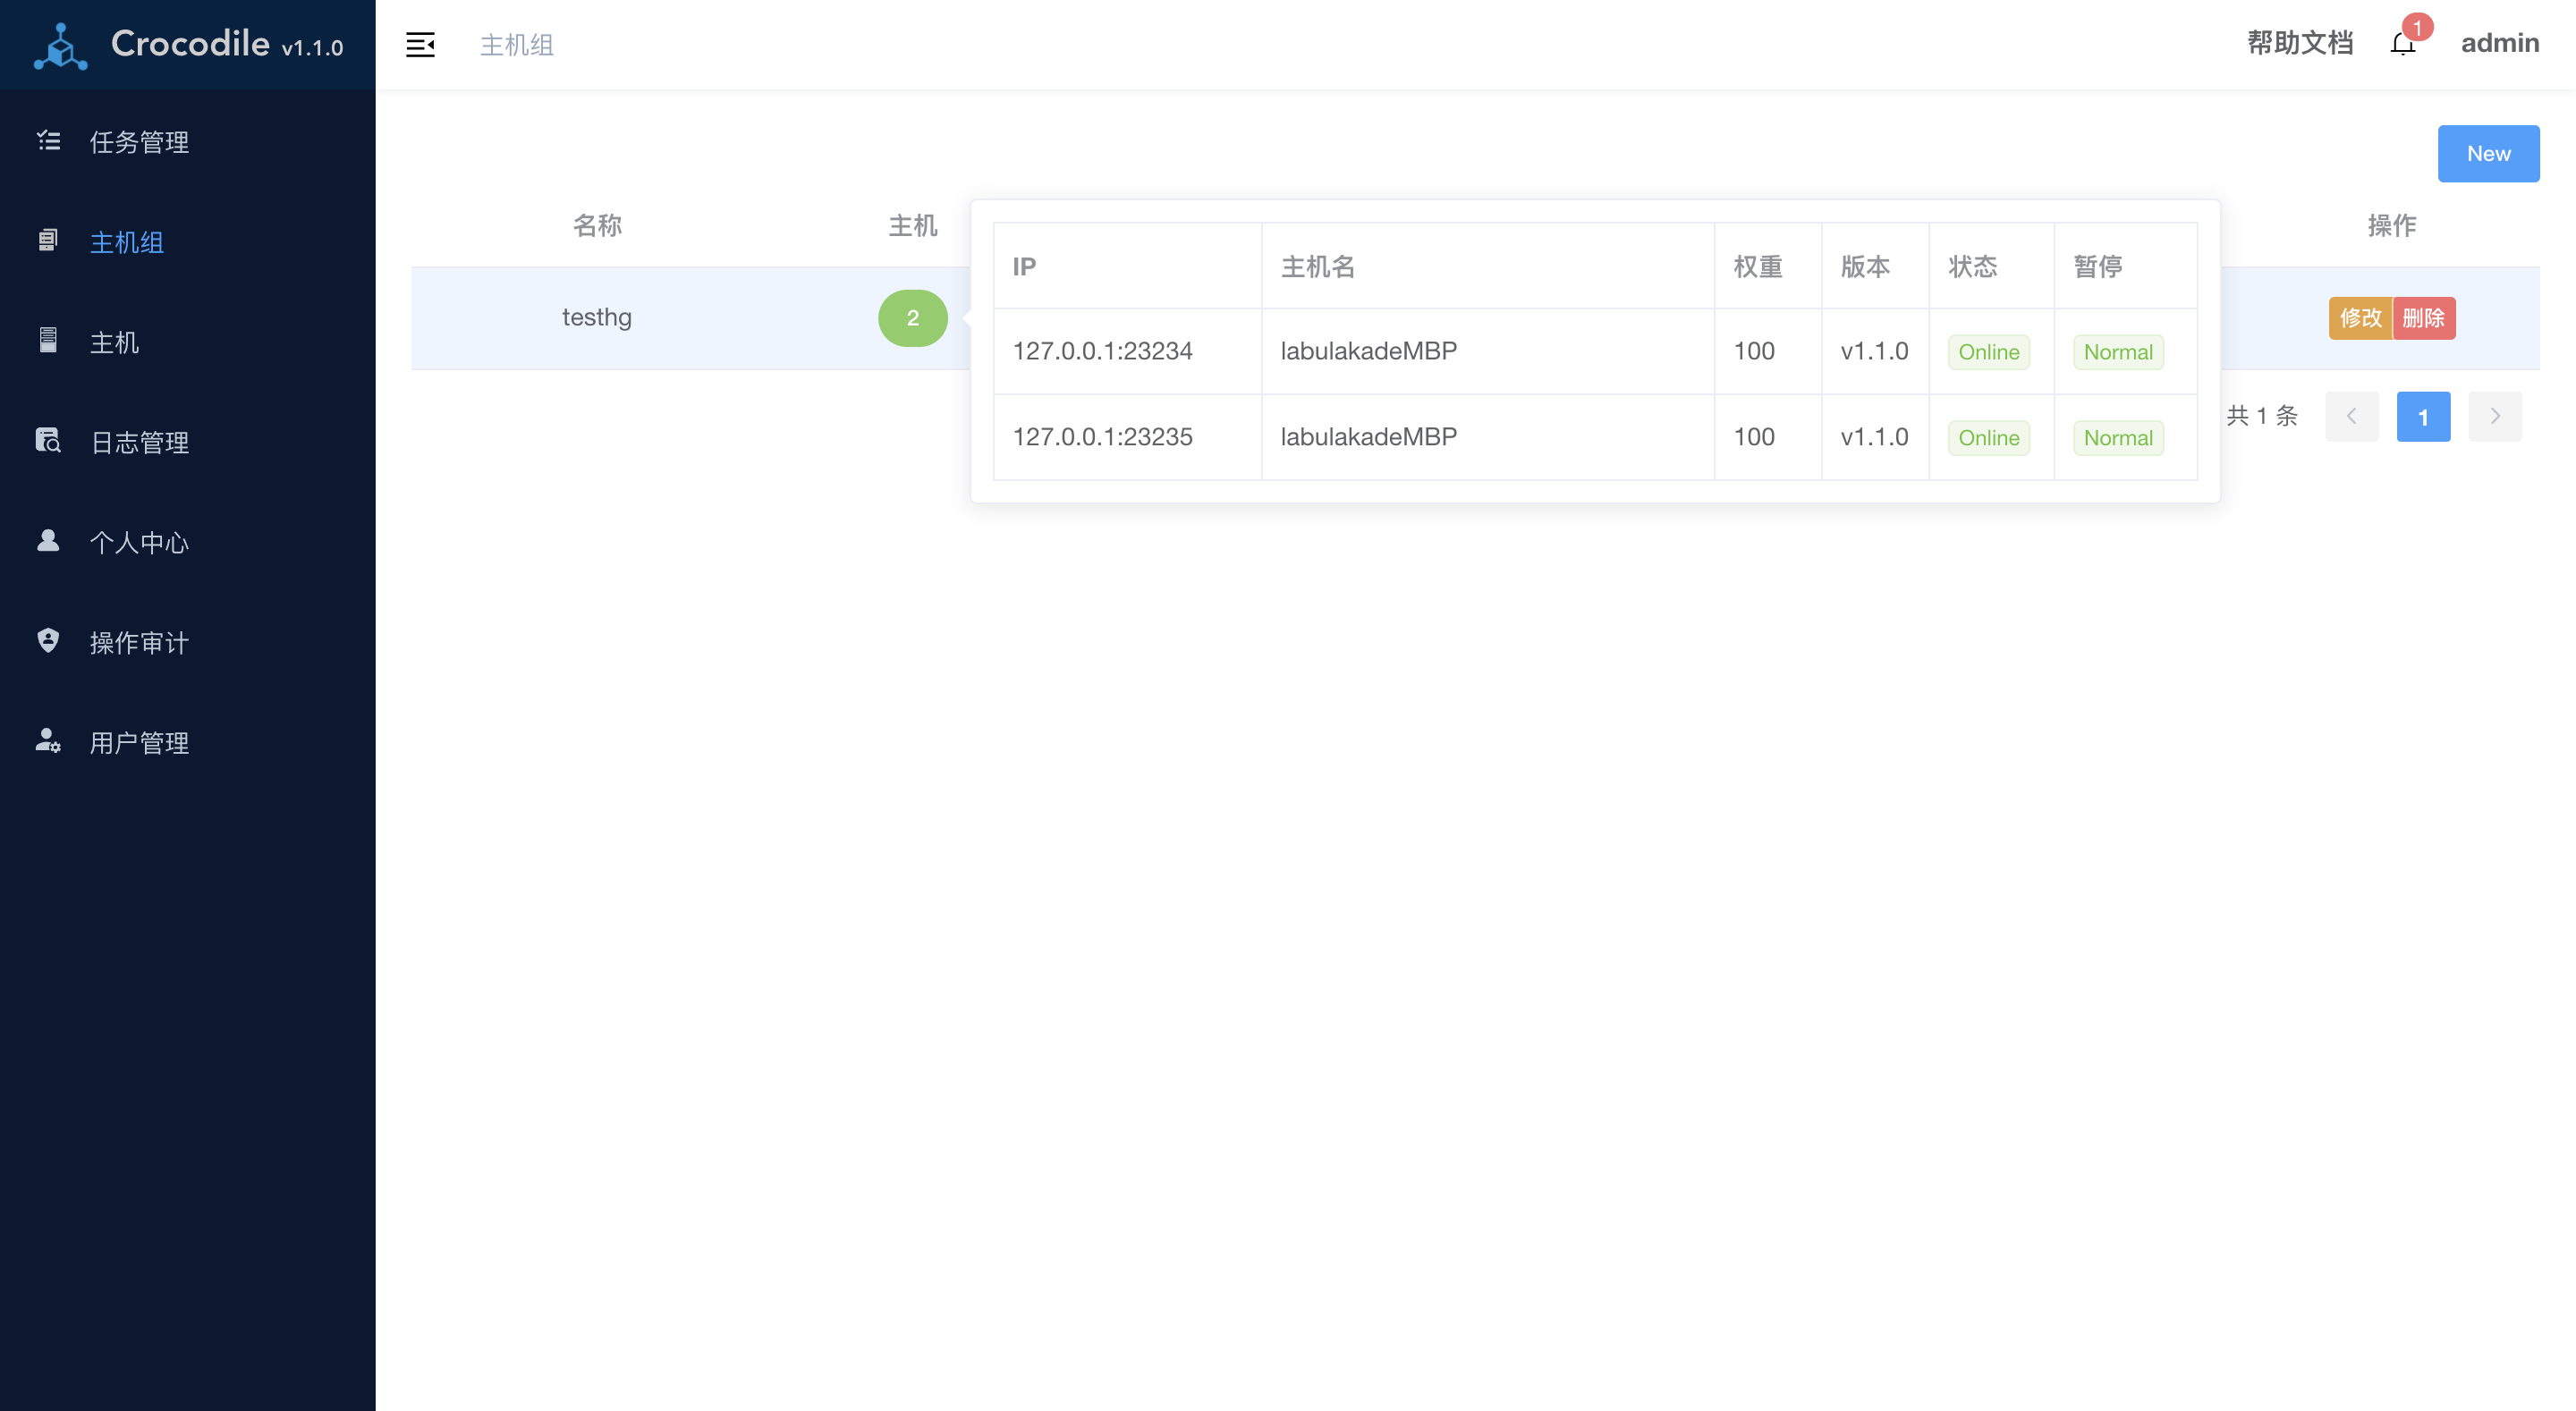 Crocodile v1.1.0
主机组
帮助文档
1
admin
任务管理
主机组
主机
日志管理
个人中心
操作审计
用户管理
New
名称 主机 操作
testhg 2 修改 删除
IP 主机名 权重 版本 状态 暂停
127.0.0.1:23234 labulakadeMBP 100 v1.1.0 Online Normal
127.0.0.1:23235 labulakadeMBP 100 v1.1.0 Online Normal
共 1 条 1